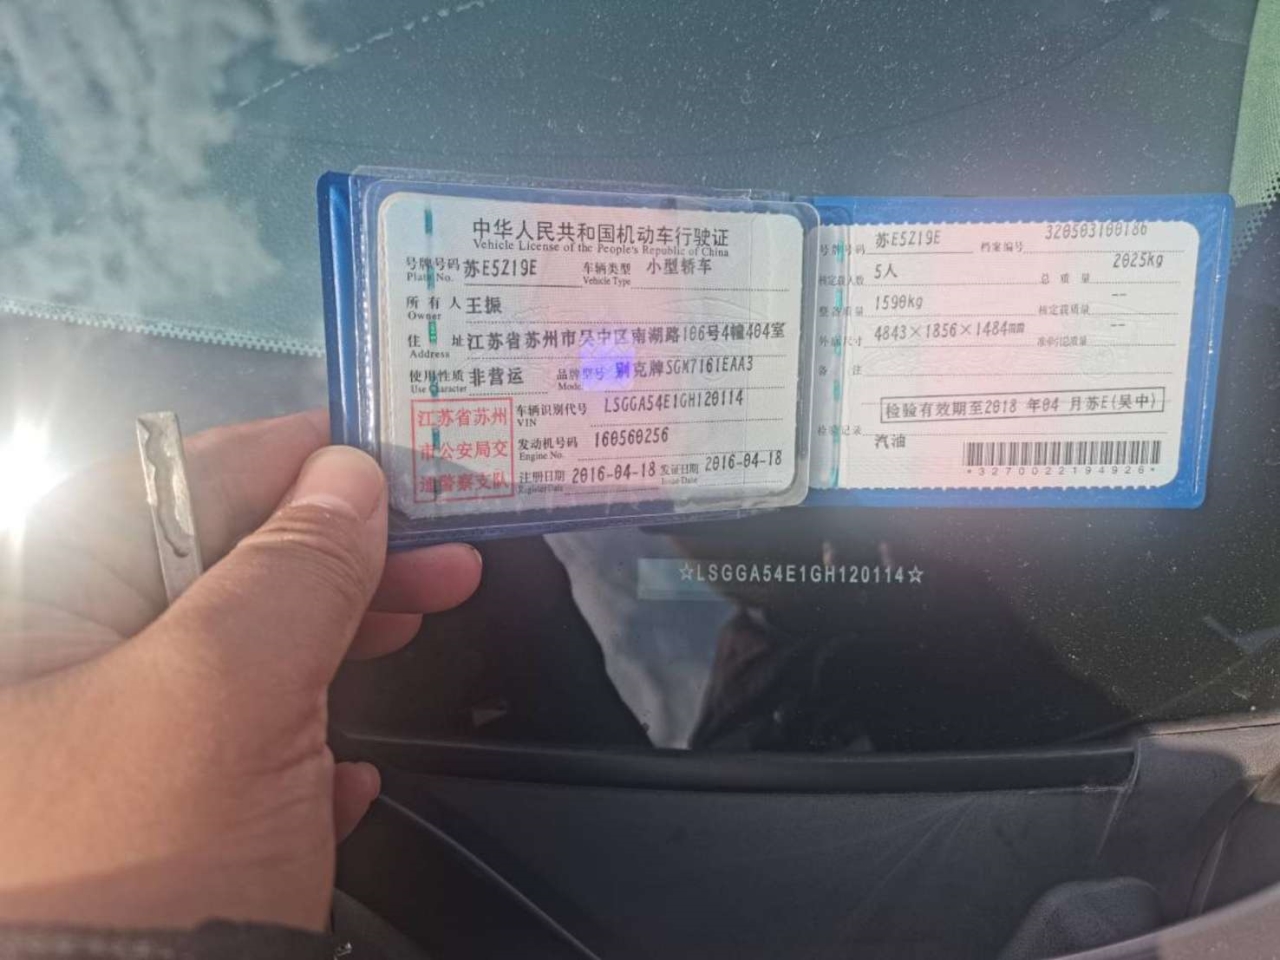 中华人民共和国机动车行驶证
Vehicle License of the People's Republic of China
号牌号码 苏E5Z19E 车辆类型 小型轿车
Plate No. Vehicle Type
所有人 王振
Owner
住址 江苏省苏州市吴中区南湖路106号4幢404室
Address
使用性质 非营运 品牌型号 别克牌SGM7161EAA3
Use Character Model
江苏省苏州
市公安局交
通警察支队
车辆识别代号 LSGGA54E1GH120114
VIN
发动机号码 160560256
Engine No.
注册日期 2016-04-18 发证日期 2016-04-18
Register Date Issue Date
号牌号码 苏E5Z19E 档案编号 320503100186
核定载人数 5人 总质量 2025kg
整备质量 1590kg 核定载质量 --
外廓尺寸 4843×1856×1484 准牵引总质量 --
备注
检验有效期至2018 年04 月苏E(吴中)
检验记录
汽油
*3270022194926*
☆LSGGA54E1GH120114☆